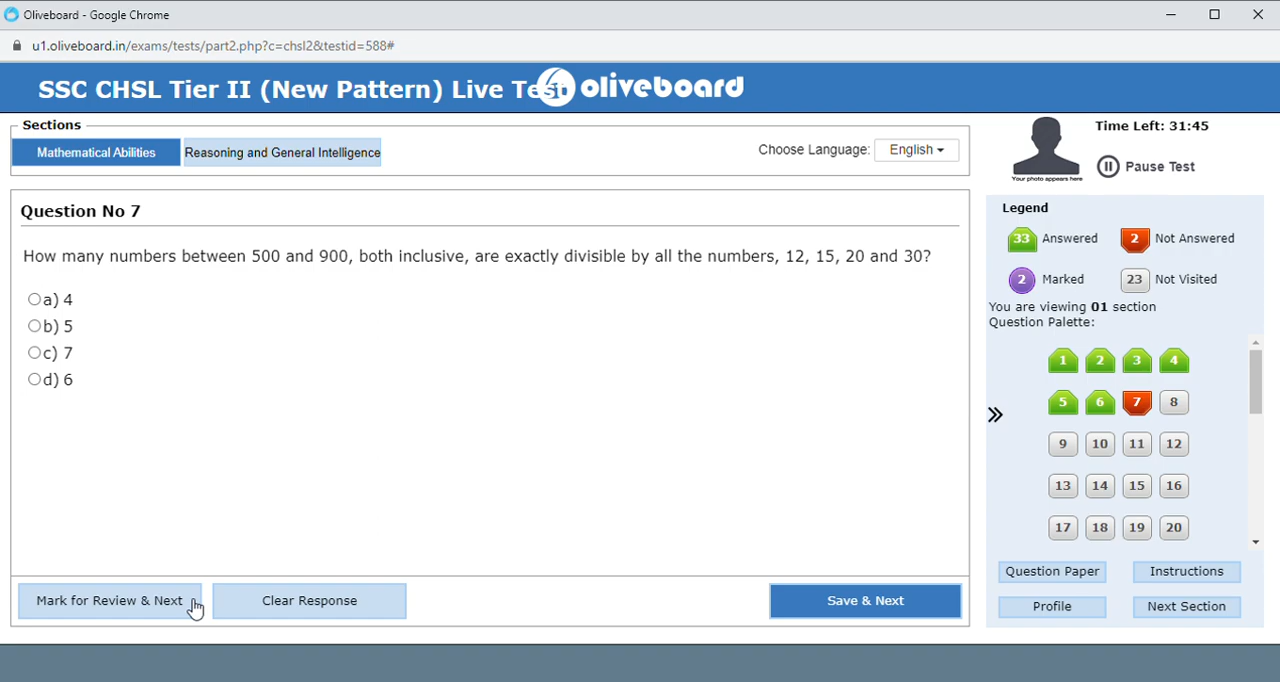 Oliveboard - Google Chrome
u1.oliveboard.in/exams/tests/part2.php?c=chsl2&testid=588#
SSC CHSL Tier II (New Pattern) Live Test oliveboard
Sections
Mathematical Abilities Reasoning and General Intelligence
Choose Language: English
Time Left: 31:45
Your photo appears here
Pause Test
Question No 7
How many numbers between 500 and 900, both inclusive, are exactly divisible by all the numbers, 12, 15, 20 and 30?
a) 4
b) 5
c) 7
d) 6
Legend
33 Answered 2 Not Answered
2 Marked 23 Not Visited
You are viewing 01 section
Question Palette:
1 2 3 4
5 6 7 8
9 10 11 12
13 14 15 16
17 18 19 20
Mark for Review & Next Clear Response Save & Next
Question Paper Instructions
Profile Next Section